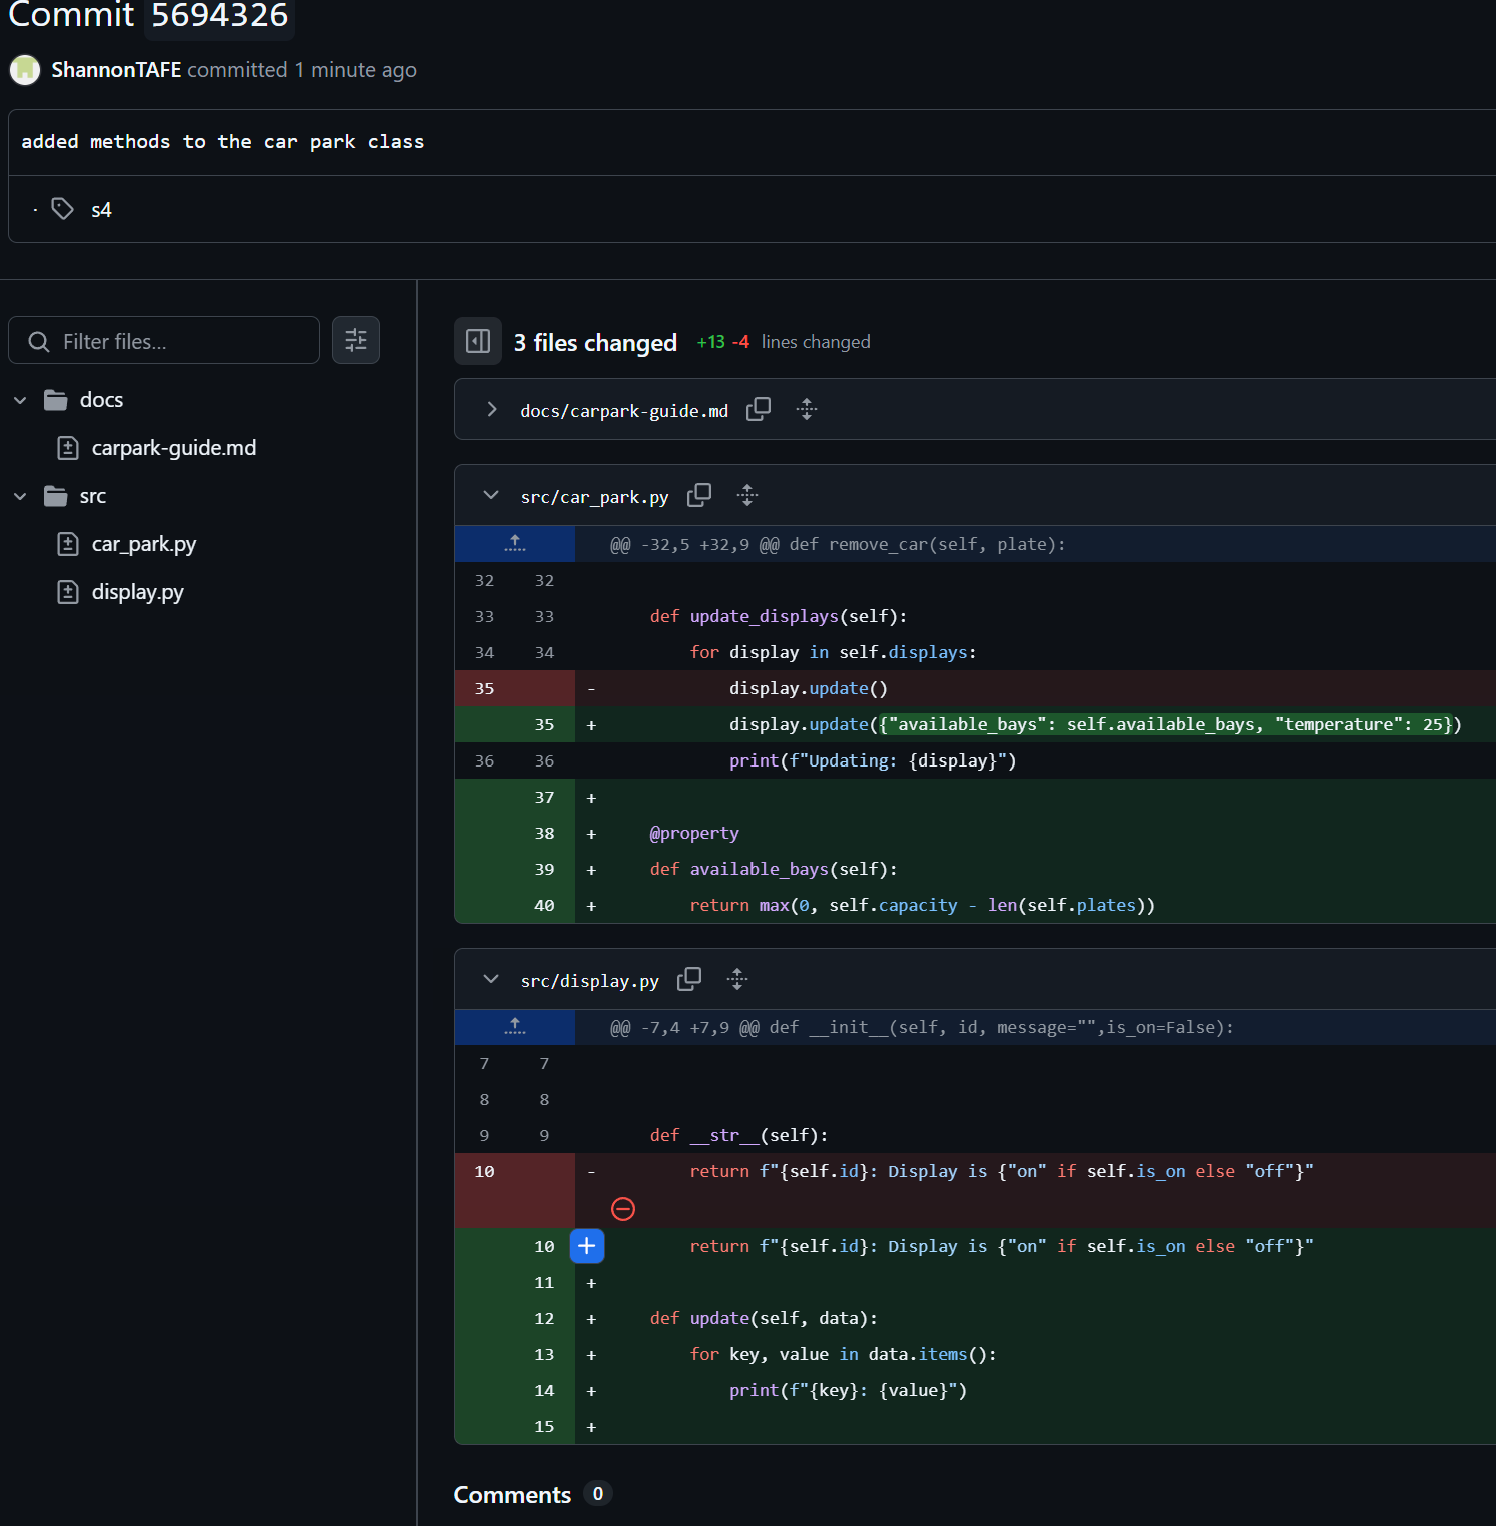 Commit 5694326
ShannonTAFE committed 1 minute ago
added methods to the car park class
· s4
Filter files...
docs
carpark-guide.md
src
car_park.py
display.py
3 files changed +13 -4 lines changed
docs/carpark-guide.md
src/car_park.py
@@ -32,5 +32,9 @@ def remove_car(self, plate):
32 32
33 33 def update_displays(self):
34 34 for display in self.displays:
35 - display.update()
35 + display.update({"available_bays": self.available_bays, "temperature": 25})
36 36 print(f"Updating: {display}")
37 +
38 + @property
39 + def available_bays(self):
40 + return max(0, self.capacity - len(self.plates))
src/display.py
@@ -7,4 +7,9 @@ def __init__(self, id, message="",is_on=False):
7 7
8 8
9 9 def __str__(self):
10 - return f"{self.id}: Display is {"on" if self.is_on else "off"}"
10 + return f"{self.id}: Display is {"on" if self.is_on else "off"}"
11 +
12 + def update(self, data):
13 + for key, value in data.items():
14 + print(f"{key}: {value}")
15 +
Comments 0